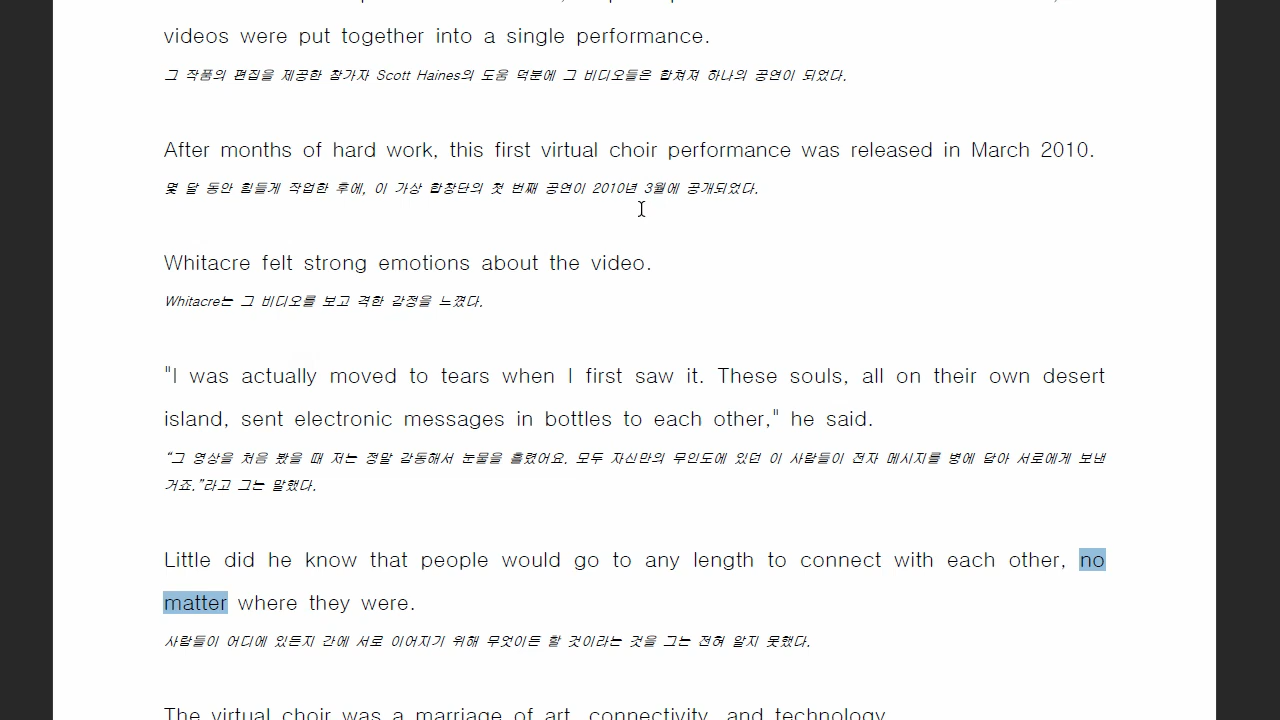 videos were put together into a single performance.
그 작품의 편집을 제공한 참가자 Scott Haines의 도움 덕분에 그 비디오들은 합쳐져 하나의 공연이 되었다.
After months of hard work, this first virtual choir performance was released in March 2010.
몇 달 동안 힘들게 작업한 후에, 이 가상 합창단의 첫 번째 공연이 2010년 3월에 공개되었다.
Whitacre felt strong emotions about the video.
Whitacre는 그 비디오를 보고 격한 감정을 느꼈다.
"I was actually moved to tears when I first saw it. These souls, all on their own desert
island, sent electronic messages in bottles to each other," he said.
“그 영상을 처음 봤을 때 저는 정말 감동해서 눈물을 흘렸어요. 모두 자신만의 무인도에 있던 이 사람들이 전자 메시지를 병에 담아 서로에게 보낸
거죠.”라고 그는 말했다.
Little did he know that people would go to any length to connect with each other, no
matter where they were.
사람들이 어디에 있든지 간에 서로 이어지기 위해 무엇이든 할 것이라는 것을 그는 전혀 알지 못했다.
The virtual choir was a marriage of art, connectivity, and technology.